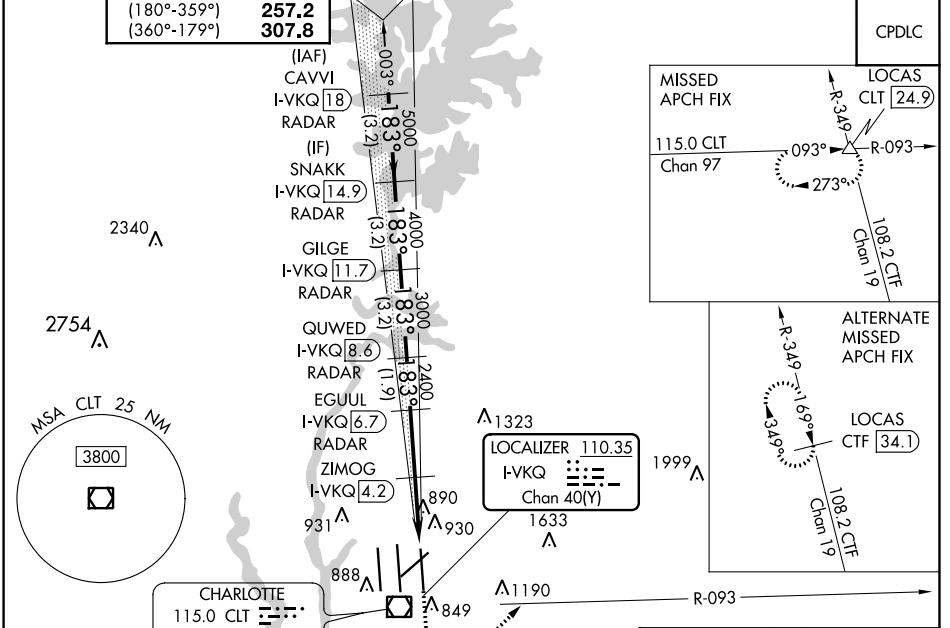 (180°-359°) 257.2
(360°-179°) 307.8
CPDLC
(IAF)
CAVVI
I-VKQ 18
RADAR
(IF)
SNAKK
I-VKQ 14.9
RADAR
GILGE
I-VKQ 11.7
RADAR
QUWED
I-VKQ 8.6
RADAR
EGUUL
I-VKQ 6.7
RADAR
ZIMOG
I-VKQ 4.2
003°
183°
5000
(3.2)
183°
4000
(3.2)
183°
3000
(3.2)
183°
2400
(1.9)
2340
2754
MSA CLT 25 NM
3800
1323
LOCALIZER 110.35
I-VKQ
Chan 40(Y)
1999
890
930
931
1633
888
849
1190
R-093
CHARLOTTE
115.0 CLT
MISSED
APCH FIX
LOCAS
CLT 24.9
R-349
115.0 CLT
Chan 97
093°
R-093
273°
108.2 CTF
Chan 19
ALTERNATE
MISSED
APCH FIX
R-349
169°
349°
LOCAS
CTF 34.1
108.2 CTF
Chan 19